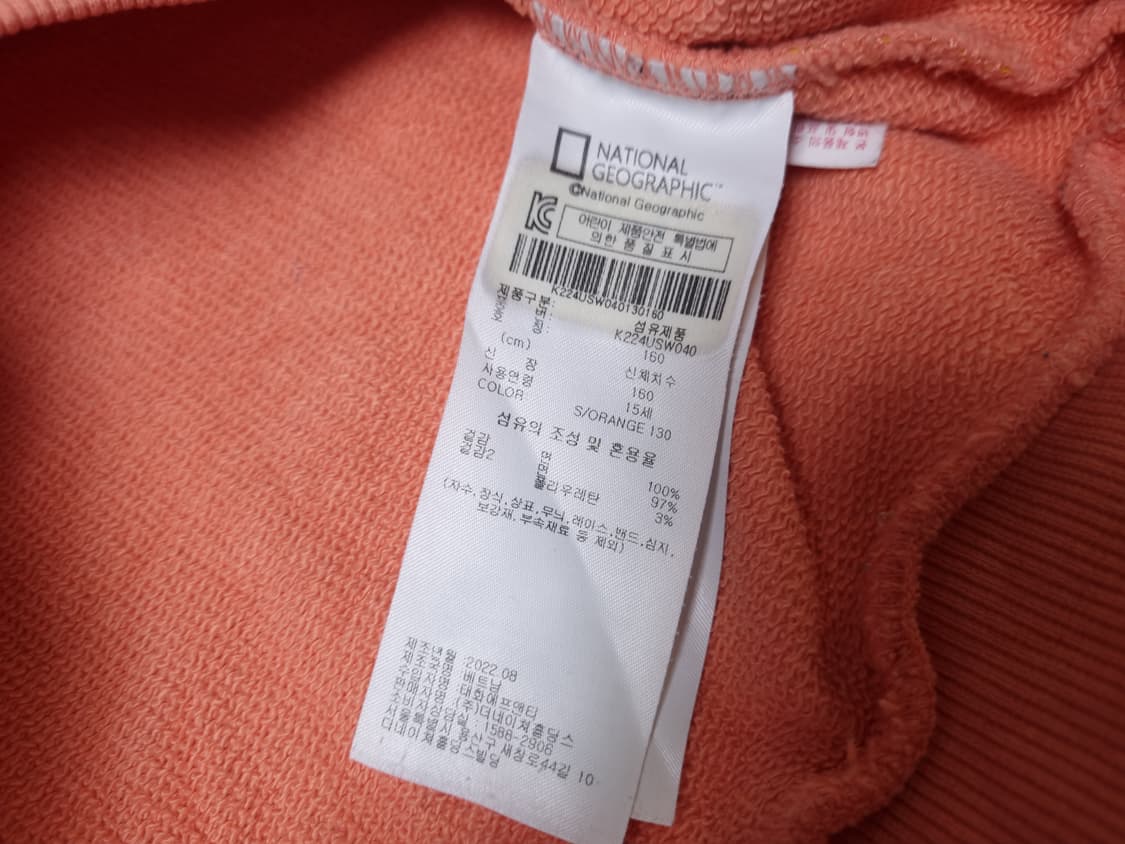 NATIONAL
GEOGRAPHIC™
©National Geographic
어린이 제품안전 특별법에
의한 품질표시
K224USW040130160
제품구분: 섬유제품
K224USW040
160
(cm) 신체치수
신 장 160
사용연령 15세
COLOR S/ORANGE 130
섬유의 조성 및 혼용율
겉감 면 100%
겉감2 면 97%
폴리우레탄 3%
(자수,장식,상표,무늬,레이스,밴드,심지,
보강재,부속재료 등 제외)
제조년월 :2022.08
제조국명 :베트남
수입자명 :태화에프앤티
판매자명 :(주)더네이쳐홀딩스
1588-2906
용산구 새창로44길 10
더네이쳐홀딩스빌딩